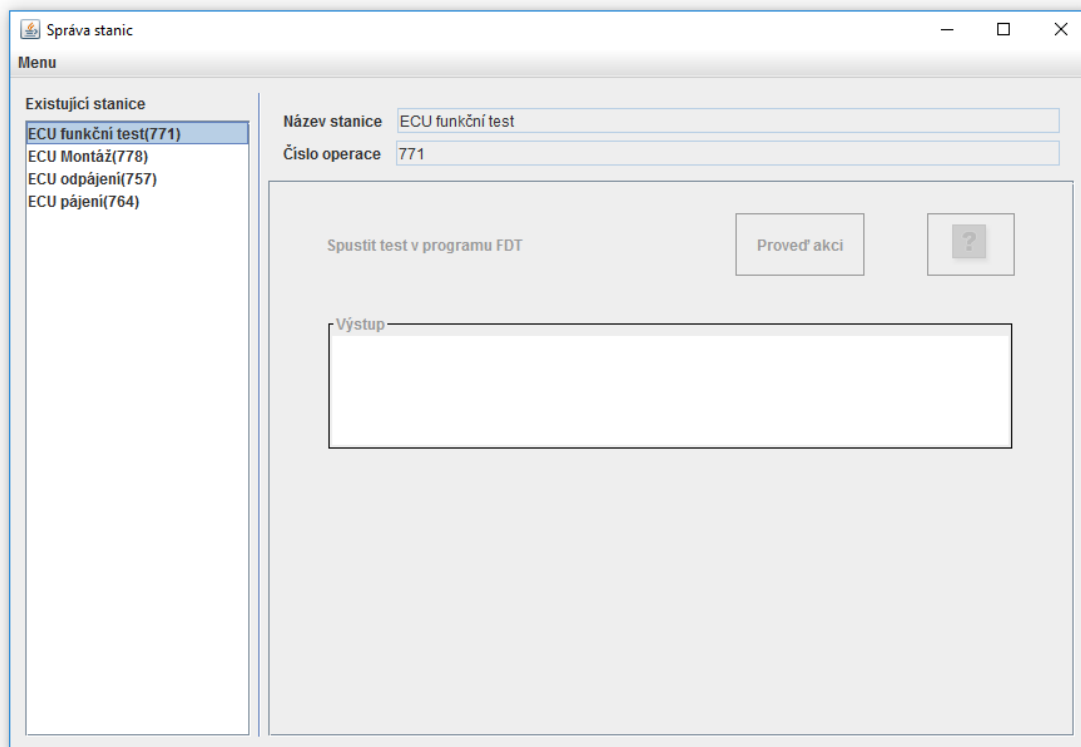 Správa stanic
Menu
Existující stanice
ECU funkční test(771)
ECU Montáž(778)
ECU odpájení(757)
ECU pájení(764)
Název stanice ECU funkční test
Číslo operace 771
Spustit test v programu FDT Proveď akci ?
Výstup